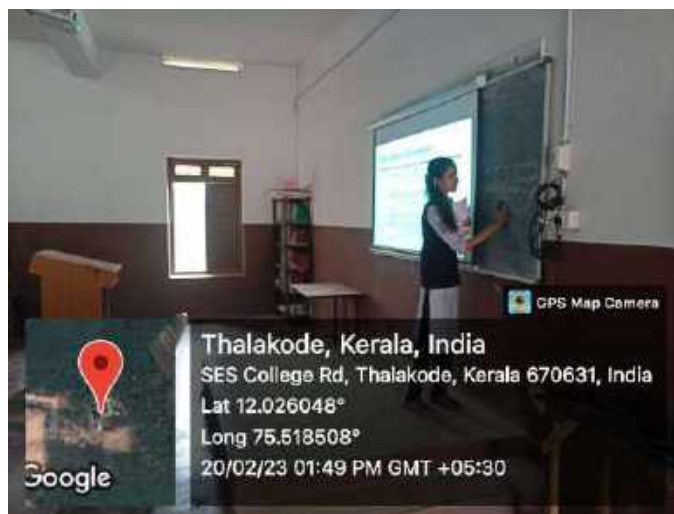 GPS Map Camera
Thalakode, Kerala, India
SES College Rd, Thalakode, Kerala 670631, India
Lat 12.026048°
Long 75.518508°
20/02/23 01:49 PM GMT +05:30
Google